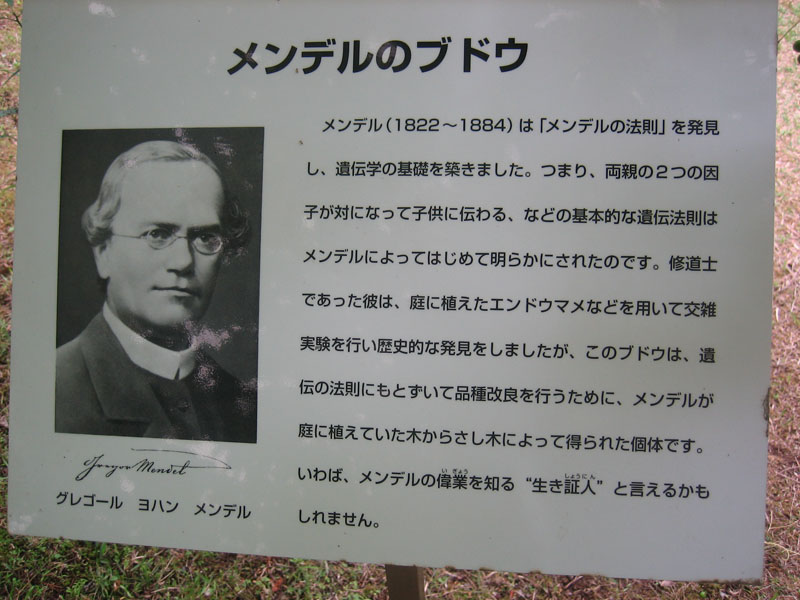 メンデルのブドウ
メンデル(1822～1884)は「メンデルの法則」を発見
し、遺伝学の基礎を築きました。つまり、両親の2つの因
子が対になって子供に伝わる、などの基本的な遺伝法則は
メンデルによってはじめて明らかにされたのです。修道士
であった彼は、庭に植えたエンドウマメなどを用いて交雑
実験を行い歴史的な発見をしましたが、このブドウは、遺
伝の法則にもとずいて品種改良を行うために、メンデルが
庭に植えていた木からさし木によって得られた個体です。
いわば、メンデルの偉業を知る “生き証人” と言えるかも
しれません。
Gregor Mendel
グレゴール ヨハン メンデル